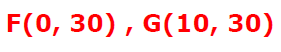 F(0, 30) , G(10, 30)